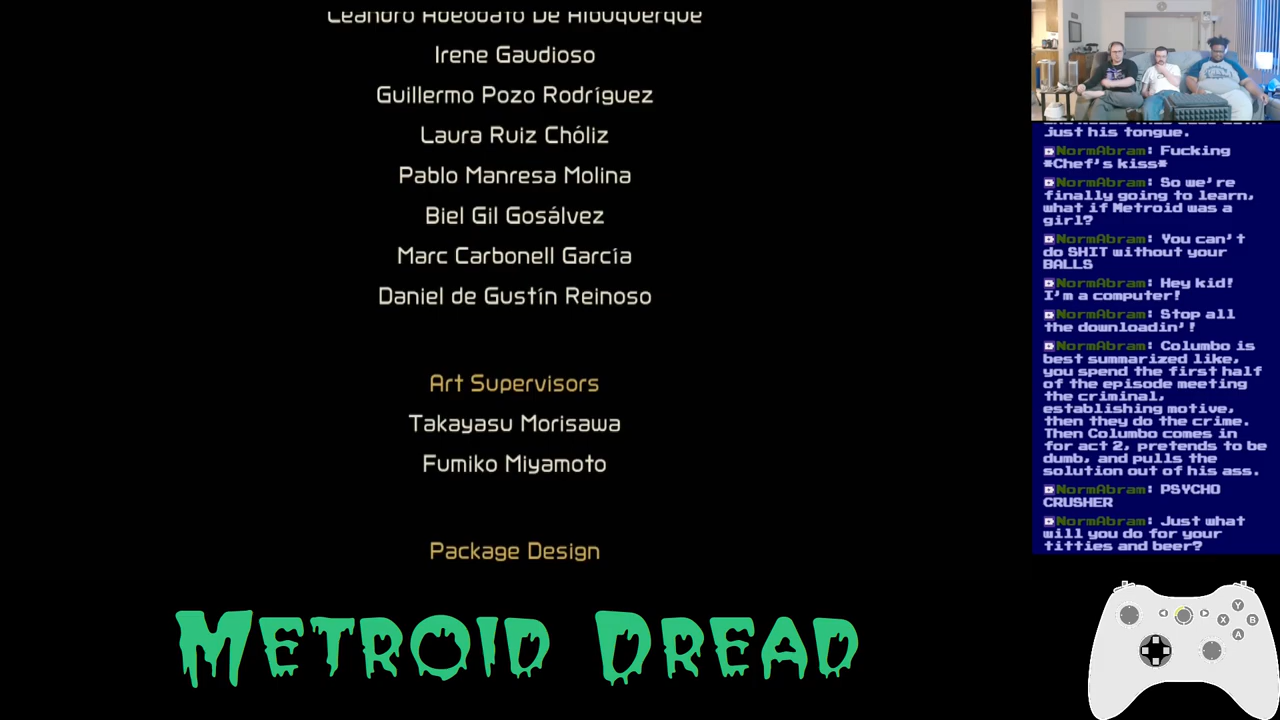 Leandro Adeodato De Albuquerque
Irene Gaudioso
Guillermo Pozo Rodríguez
Laura Ruiz Chóliz
Pablo Manresa Molina
Biel Gil Gosálvez
Marc Carbonell García
Daniel de Gustín Reinoso
Art Supervisors
Takayasu Morisawa
Fumiko Miyamoto
Package Design
METROID DREAD
just his tongue.
NormAbram: Fucking
*Chef's kiss*
NormAbram: So we're
finally going to learn,
what if Metroid was a
girl?
NormAbram: You can't
do SHIT without your
BALLS
NormAbram: Hey kid!
I'm a computer!
NormAbram: Stop all
the downloadin'!
NormAbram: Columbo is
best summarized like,
you spend the first half
of the episode meeting
the criminal,
establishing motive,
then they do the crime.
Then Columbo comes in
for act 2, pretends to be
dumb, and pulls the
solution out of his ass.
NormAbram: PSYCHO
CRUSHER
NormAbram: Just what
will you do for your
titties and beer?
Y
X B
A